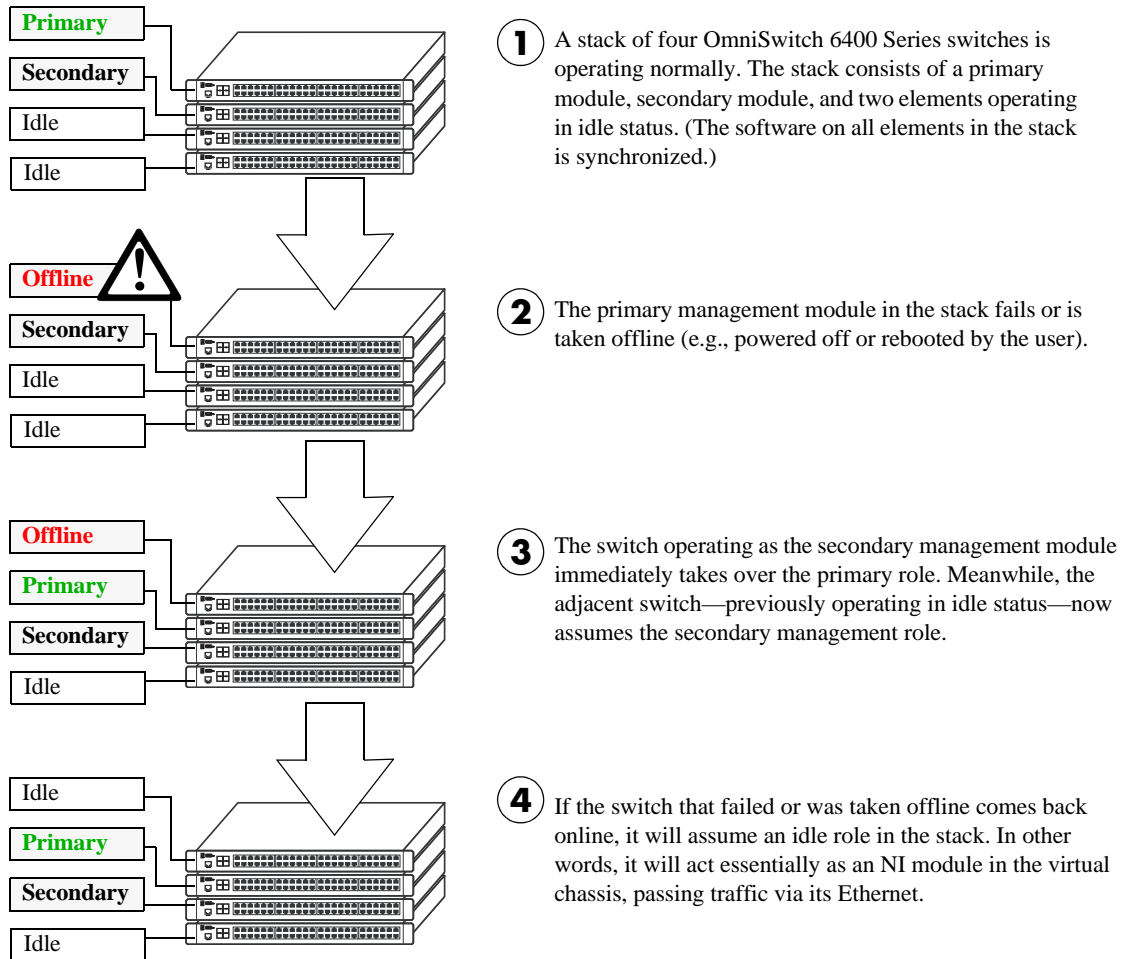 Primary
Secondary
Idle
Idle
1
A stack of four OmniSwitch 6400 Series switches is
operating normally. The stack consists of a primary
module, secondary module, and two elements operating
in idle status. (The software on all elements in the stack
is synchronized.)
Offline
!
Secondary
Idle
Idle
2
The primary management module in the stack fails or is
taken offline (e.g., powered off or rebooted by the user).
Offline
Primary
Secondary
Idle
3
The switch operating as the secondary management module
immediately takes over the primary role. Meanwhile, the
adjacent switch—previously operating in idle status—now
assumes the secondary management role.
Idle
Primary
Secondary
Idle
4
If the switch that failed or was taken offline comes back
online, it will assume an idle role in the stack. In other
words, it will act essentially as an NI module in the virtual
chassis, passing traffic via its Ethernet.